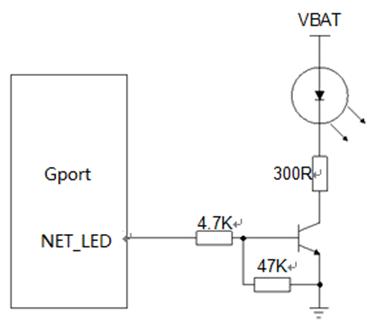 VBAT
300R
Gport
4.7K
NET_LED
47K